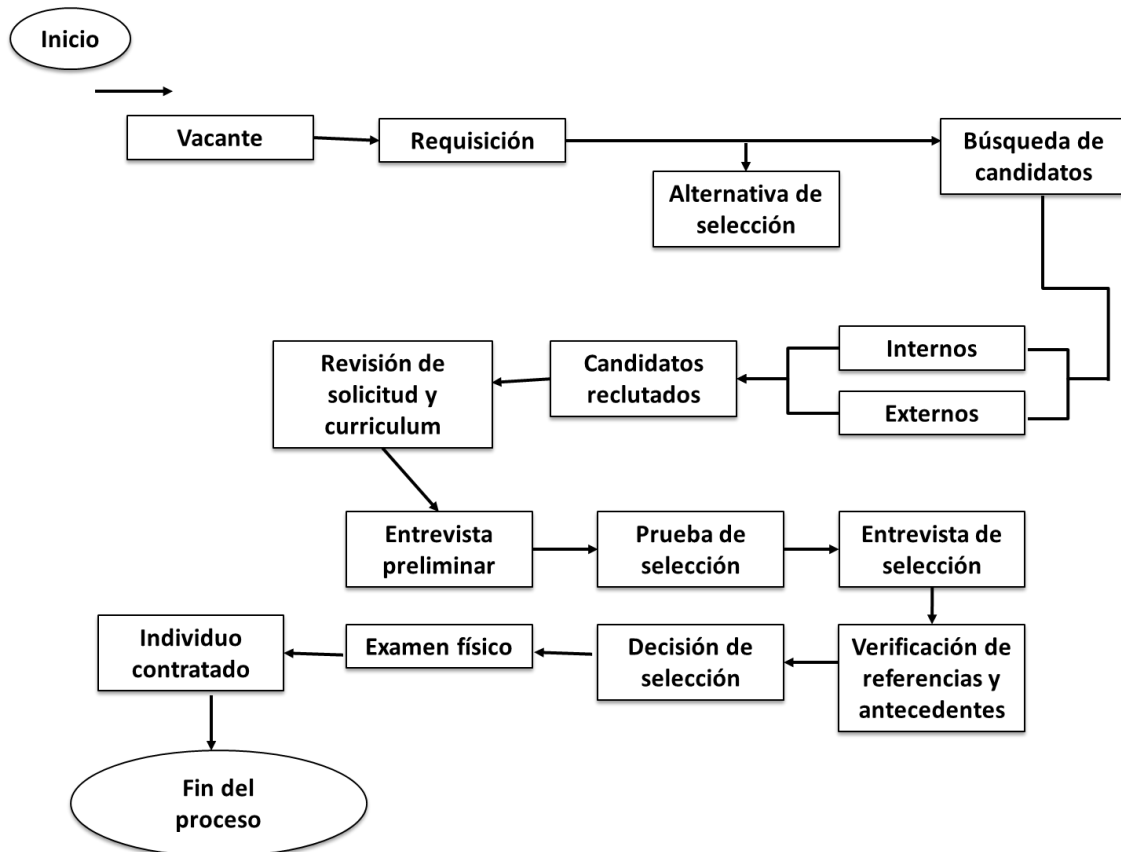 Inicio
Vacante
Requisición
Búsqueda de
candidatos
Alternativa de
selección
Internos
Externos
Candidatos
reclutados
Revisión de
solicitud y
curriculum
Entrevista
preliminar
Prueba de
selección
Entrevista de
selección
Verificación de
referencias y
antecedentes
Decisión de
selección
Examen físico
Individuo
contratado
Fin del
proceso